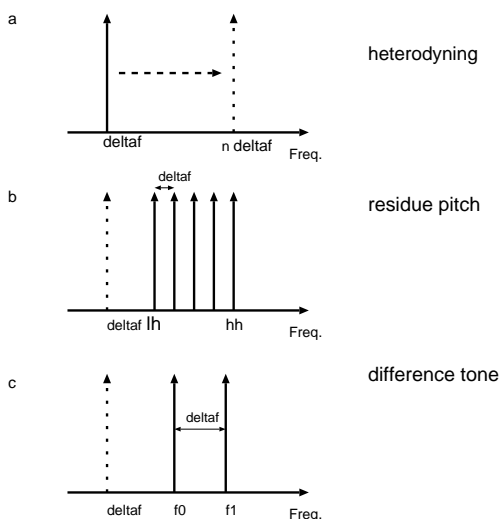 a
heterodyning
deltaf
n deltaf
Freq.
b
deltaf
residue pitch
deltaf
lh
hh
Freq.
c
difference tone
deltaf
deltaf
f0
f1
Freq.